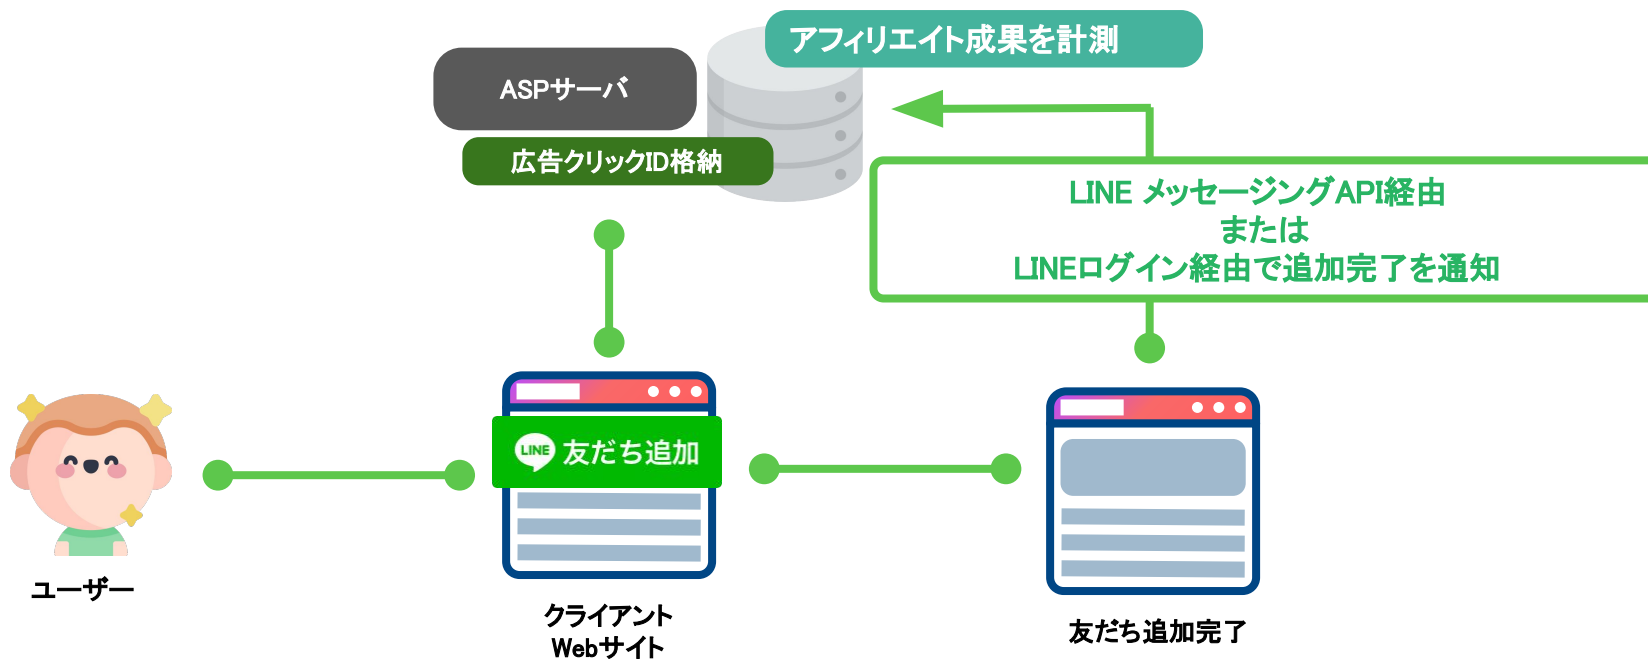 アフィリエイト成果を計測
ASPサーバ
広告クリックID格納
LINE メッセージングAPI経由
または
LINEログイン経由で追加完了を通知
LINE 友だち追加
ユーザー
クライアント
Webサイト
友だち追加完了